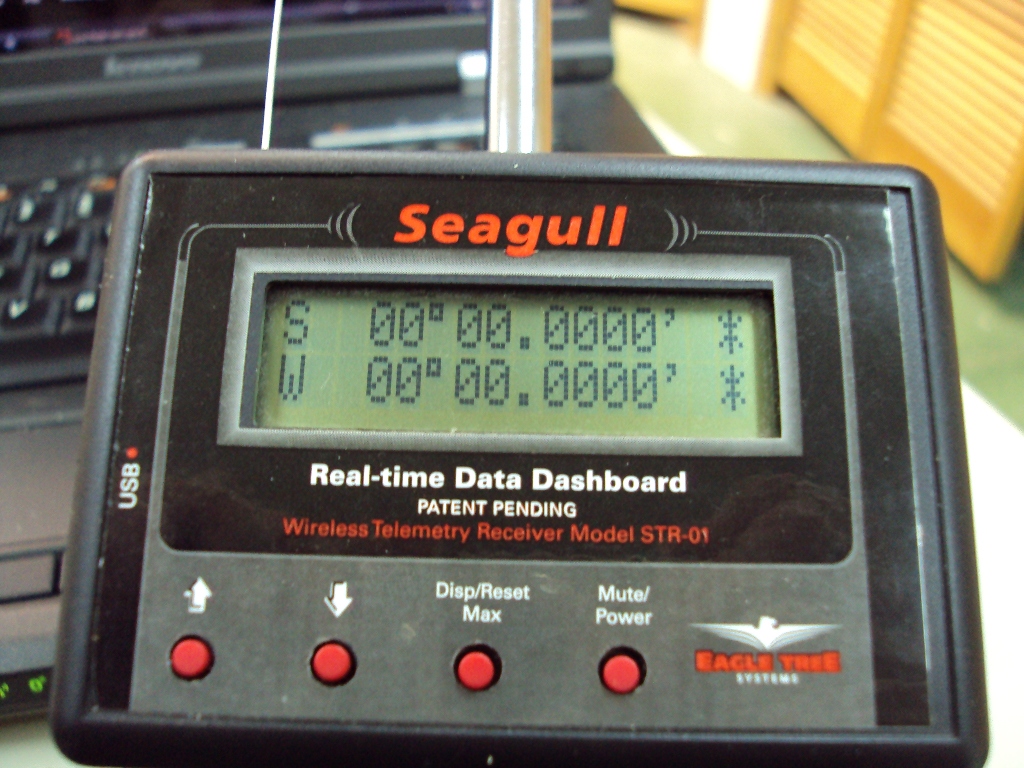 lenovo
Seagull
S 00°00.0000' *
W 00°00.0000' *
Real-time Data Dashboard
PATENT PENDING
Wireless Telemetry Receiver Model STR-01
USB
Disp/Reset
Max
Mute/
Power
EAGLE TREE
SYSTEMS